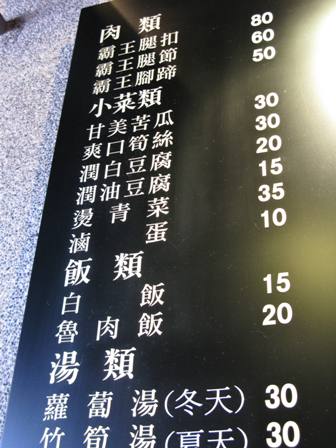 肉類
霸王腿扣 80
霸王腿節 60
霸王腳蹄 50
小菜類
甘美苦瓜 30
爽口筍絲 30
潤白豆腐 20
潤油豆腐 15
燙青菜 35
滷蛋 10
飯類
白飯 15
魯肉飯 20
湯類
蘿蔔湯(冬天) 30
竹筍湯(夏天) 30